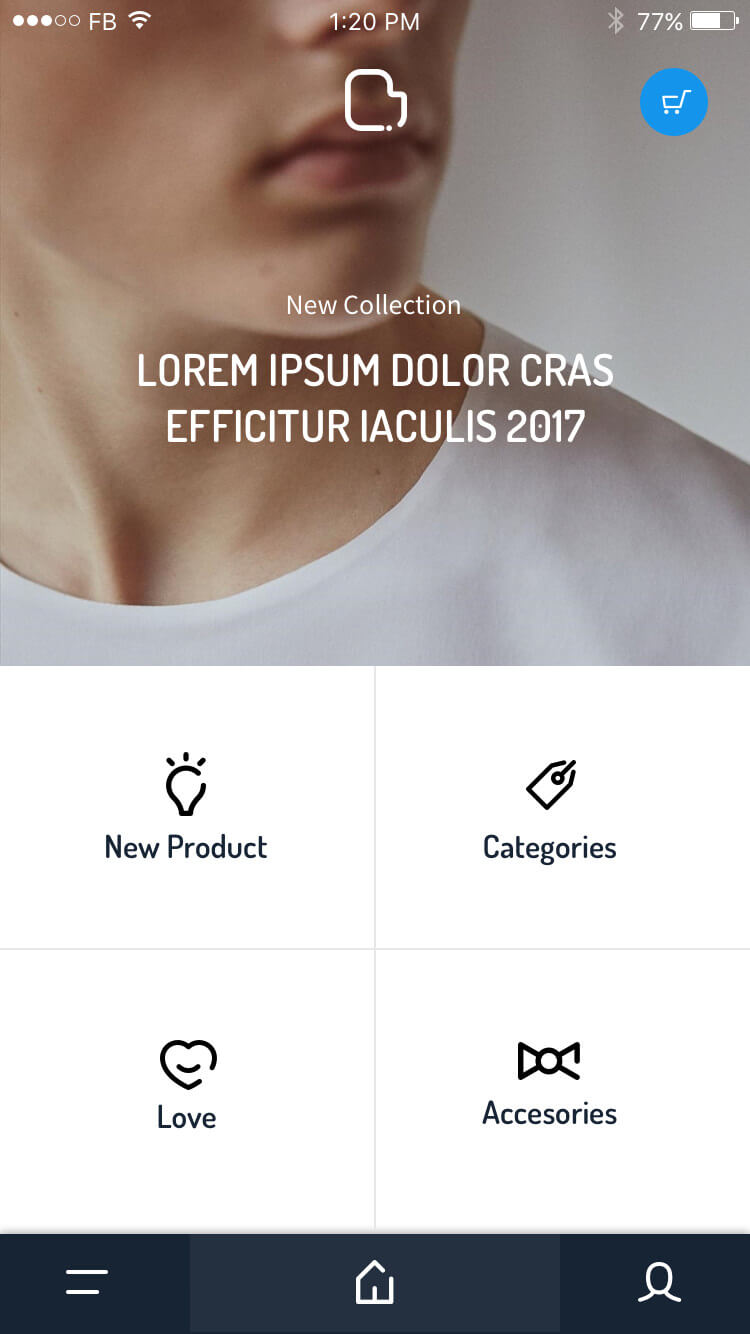 FB 1:20 PM 77%
New Collection
LOREM IPSUM DOLOR CRAS
EFFICITUR IACULIS 2017
New Product
Categories
Love
Accesories